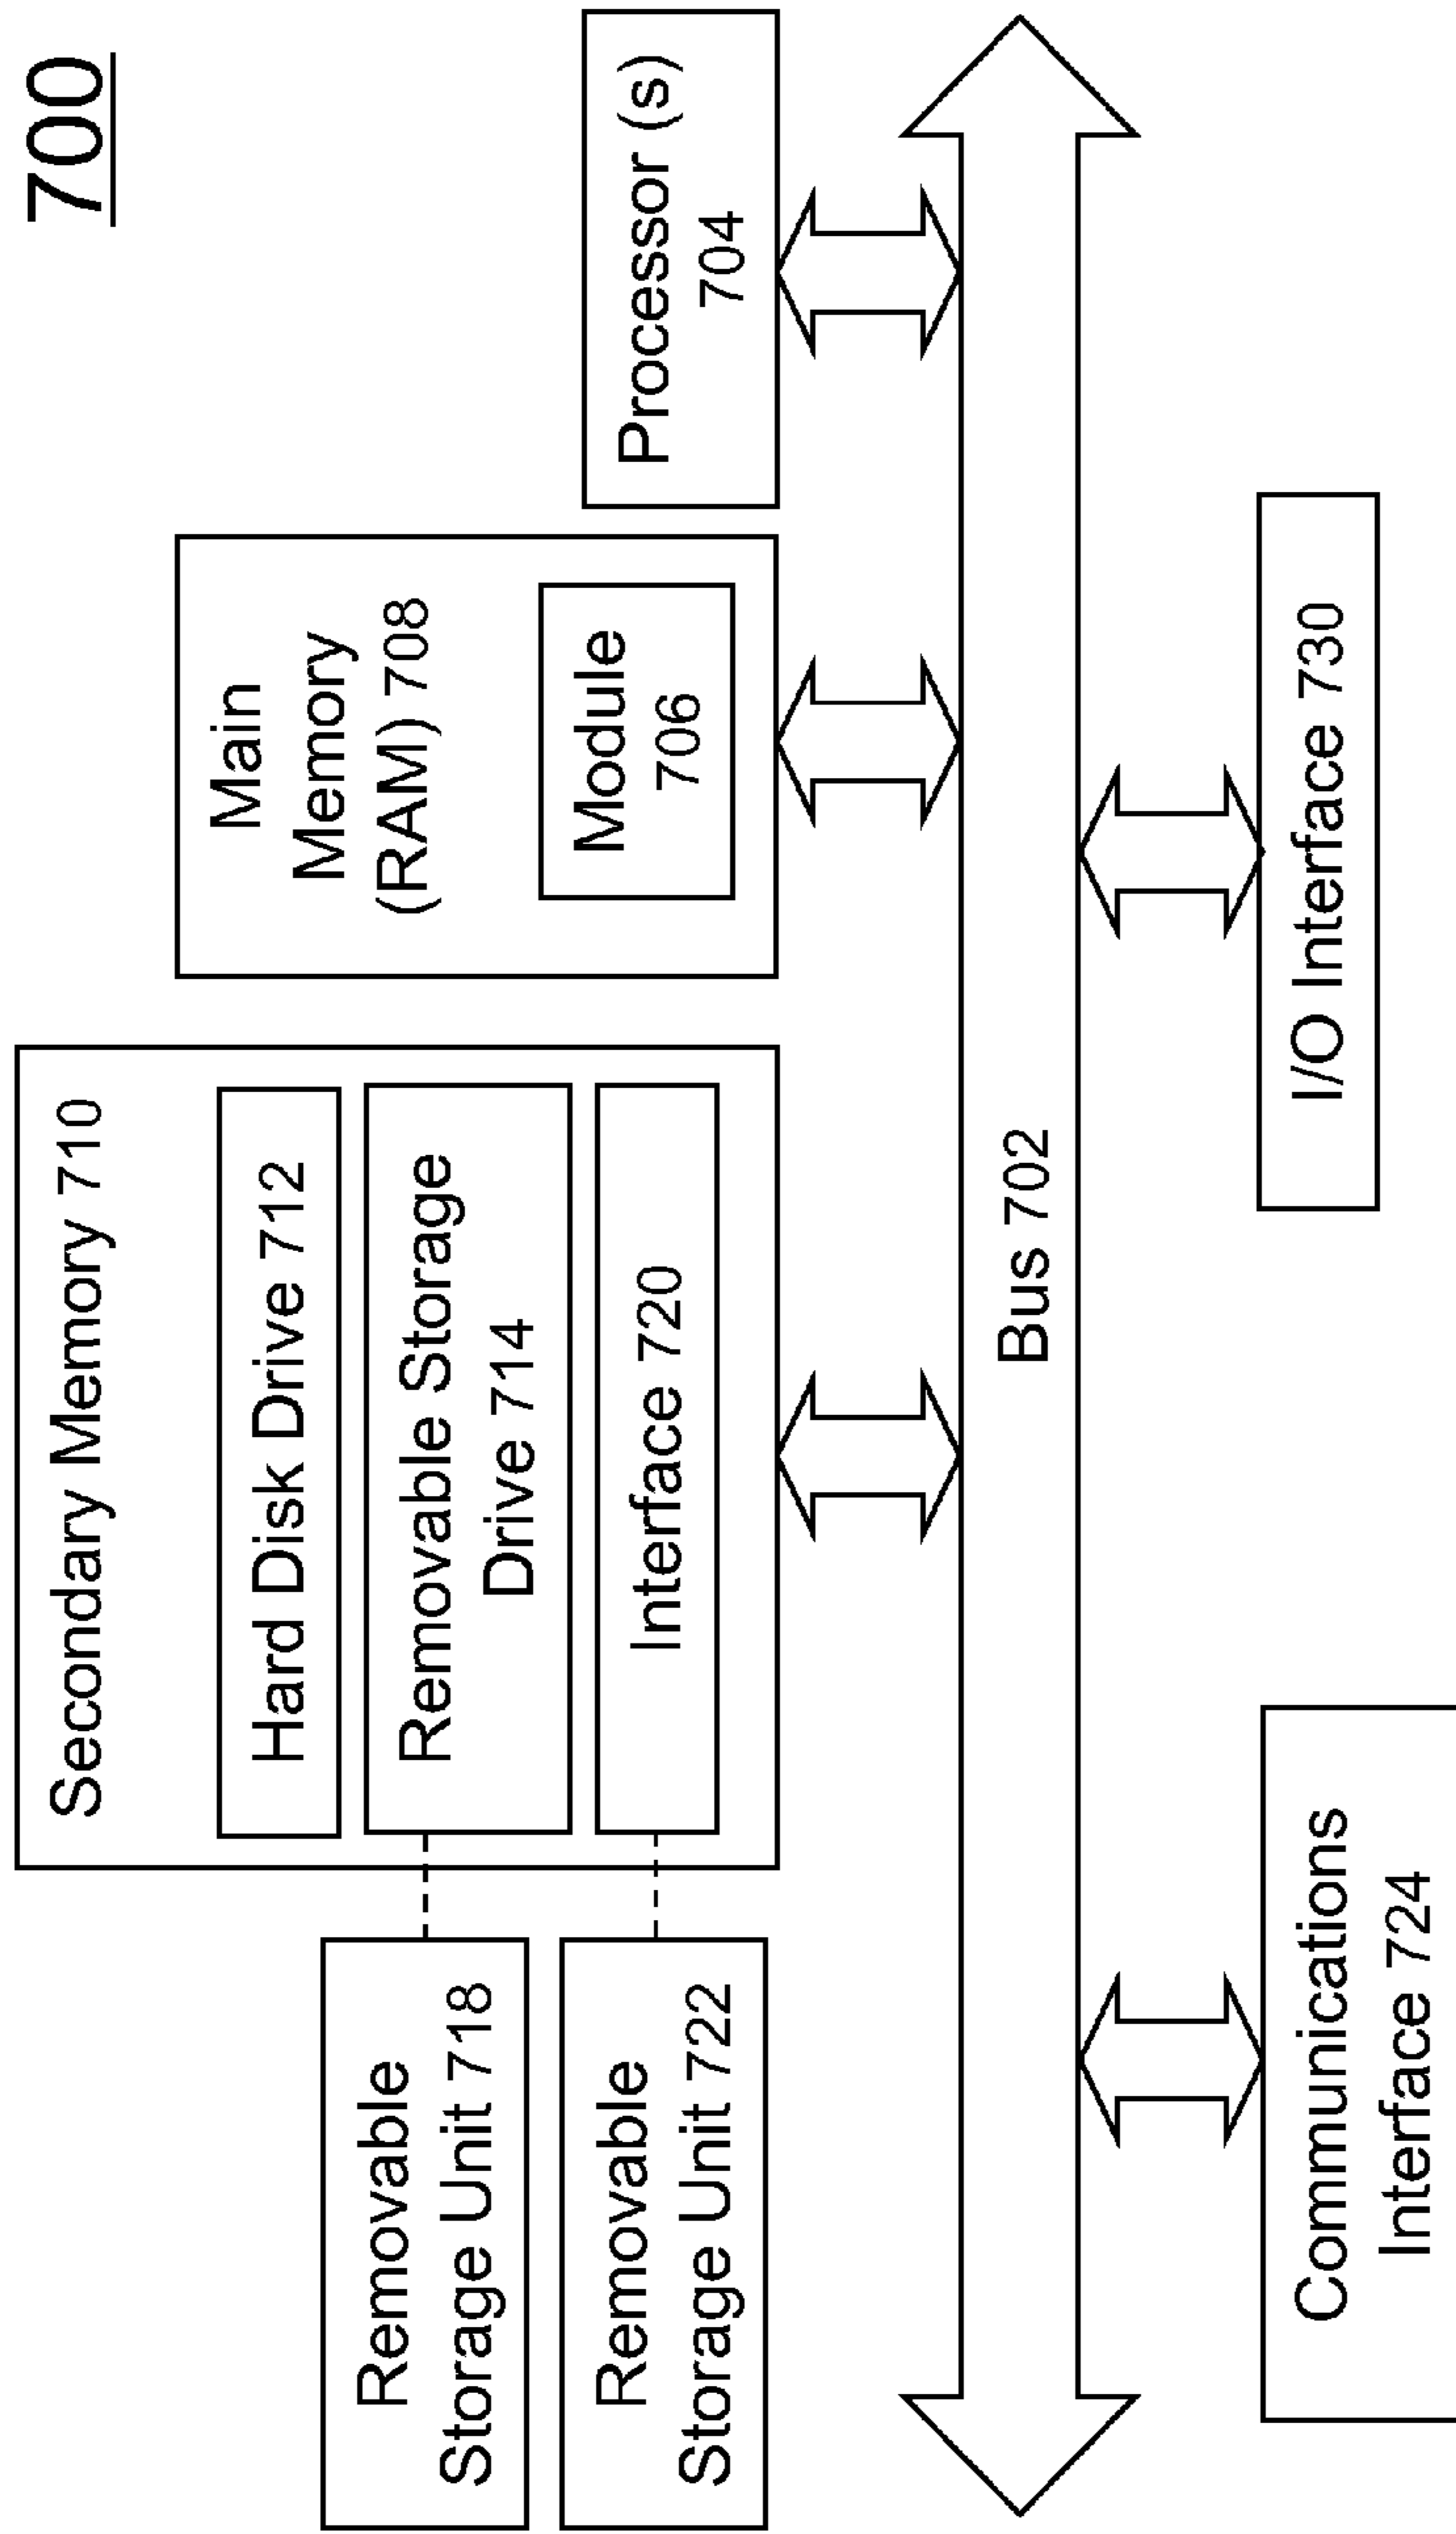 700
Removable
Storage Unit 718
Removable
Storage Unit 722
Secondary Memory 710
Hard Disk Drive 712
Removable Storage
Drive 714
Interface 720
Main
Memory
(RAM) 708
Module
706
Processor (s)
704
Bus 702
Communications
Interface 724
I/O Interface 730